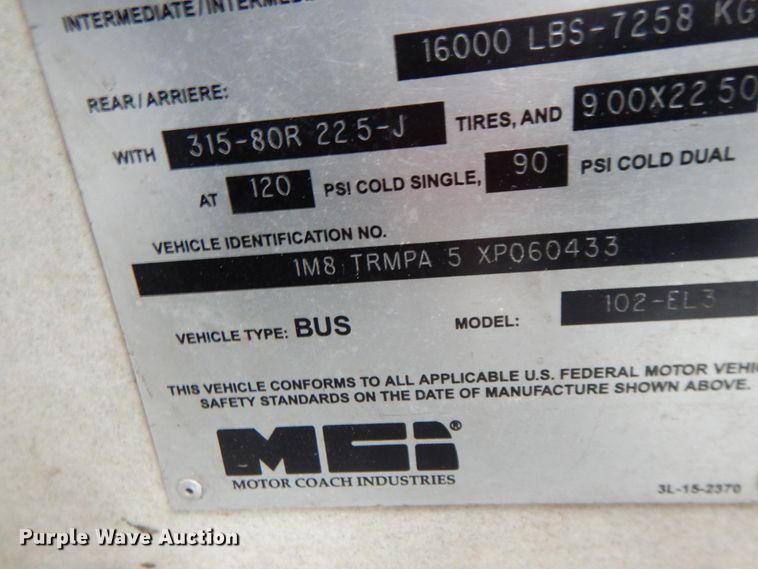 INTERMEDIATE/
16000 LBS-7258 KG
REAR/ARRIERE:
WITH 315-80R 22.5-J TIRES, AND 9.00X22.50
AT 120 PSI COLD SINGLE, 90 PSI COLD DUAL
VEHICLE IDENTIFICATION NO.
1M8 TRMPA 5 XP060433
VEHICLE TYPE: BUS MODEL: 102-EL3
THIS VEHICLE CONFORMS TO ALL APPLICABLE U.S. FEDERAL MOTOR VEHI
SAFETY STANDARDS ON THE DATE OF MANUFACTURE SHOWN ABOVE.
MCI®
MOTOR COACH INDUSTRIES
3L-15-2370
Purple Wave Auction